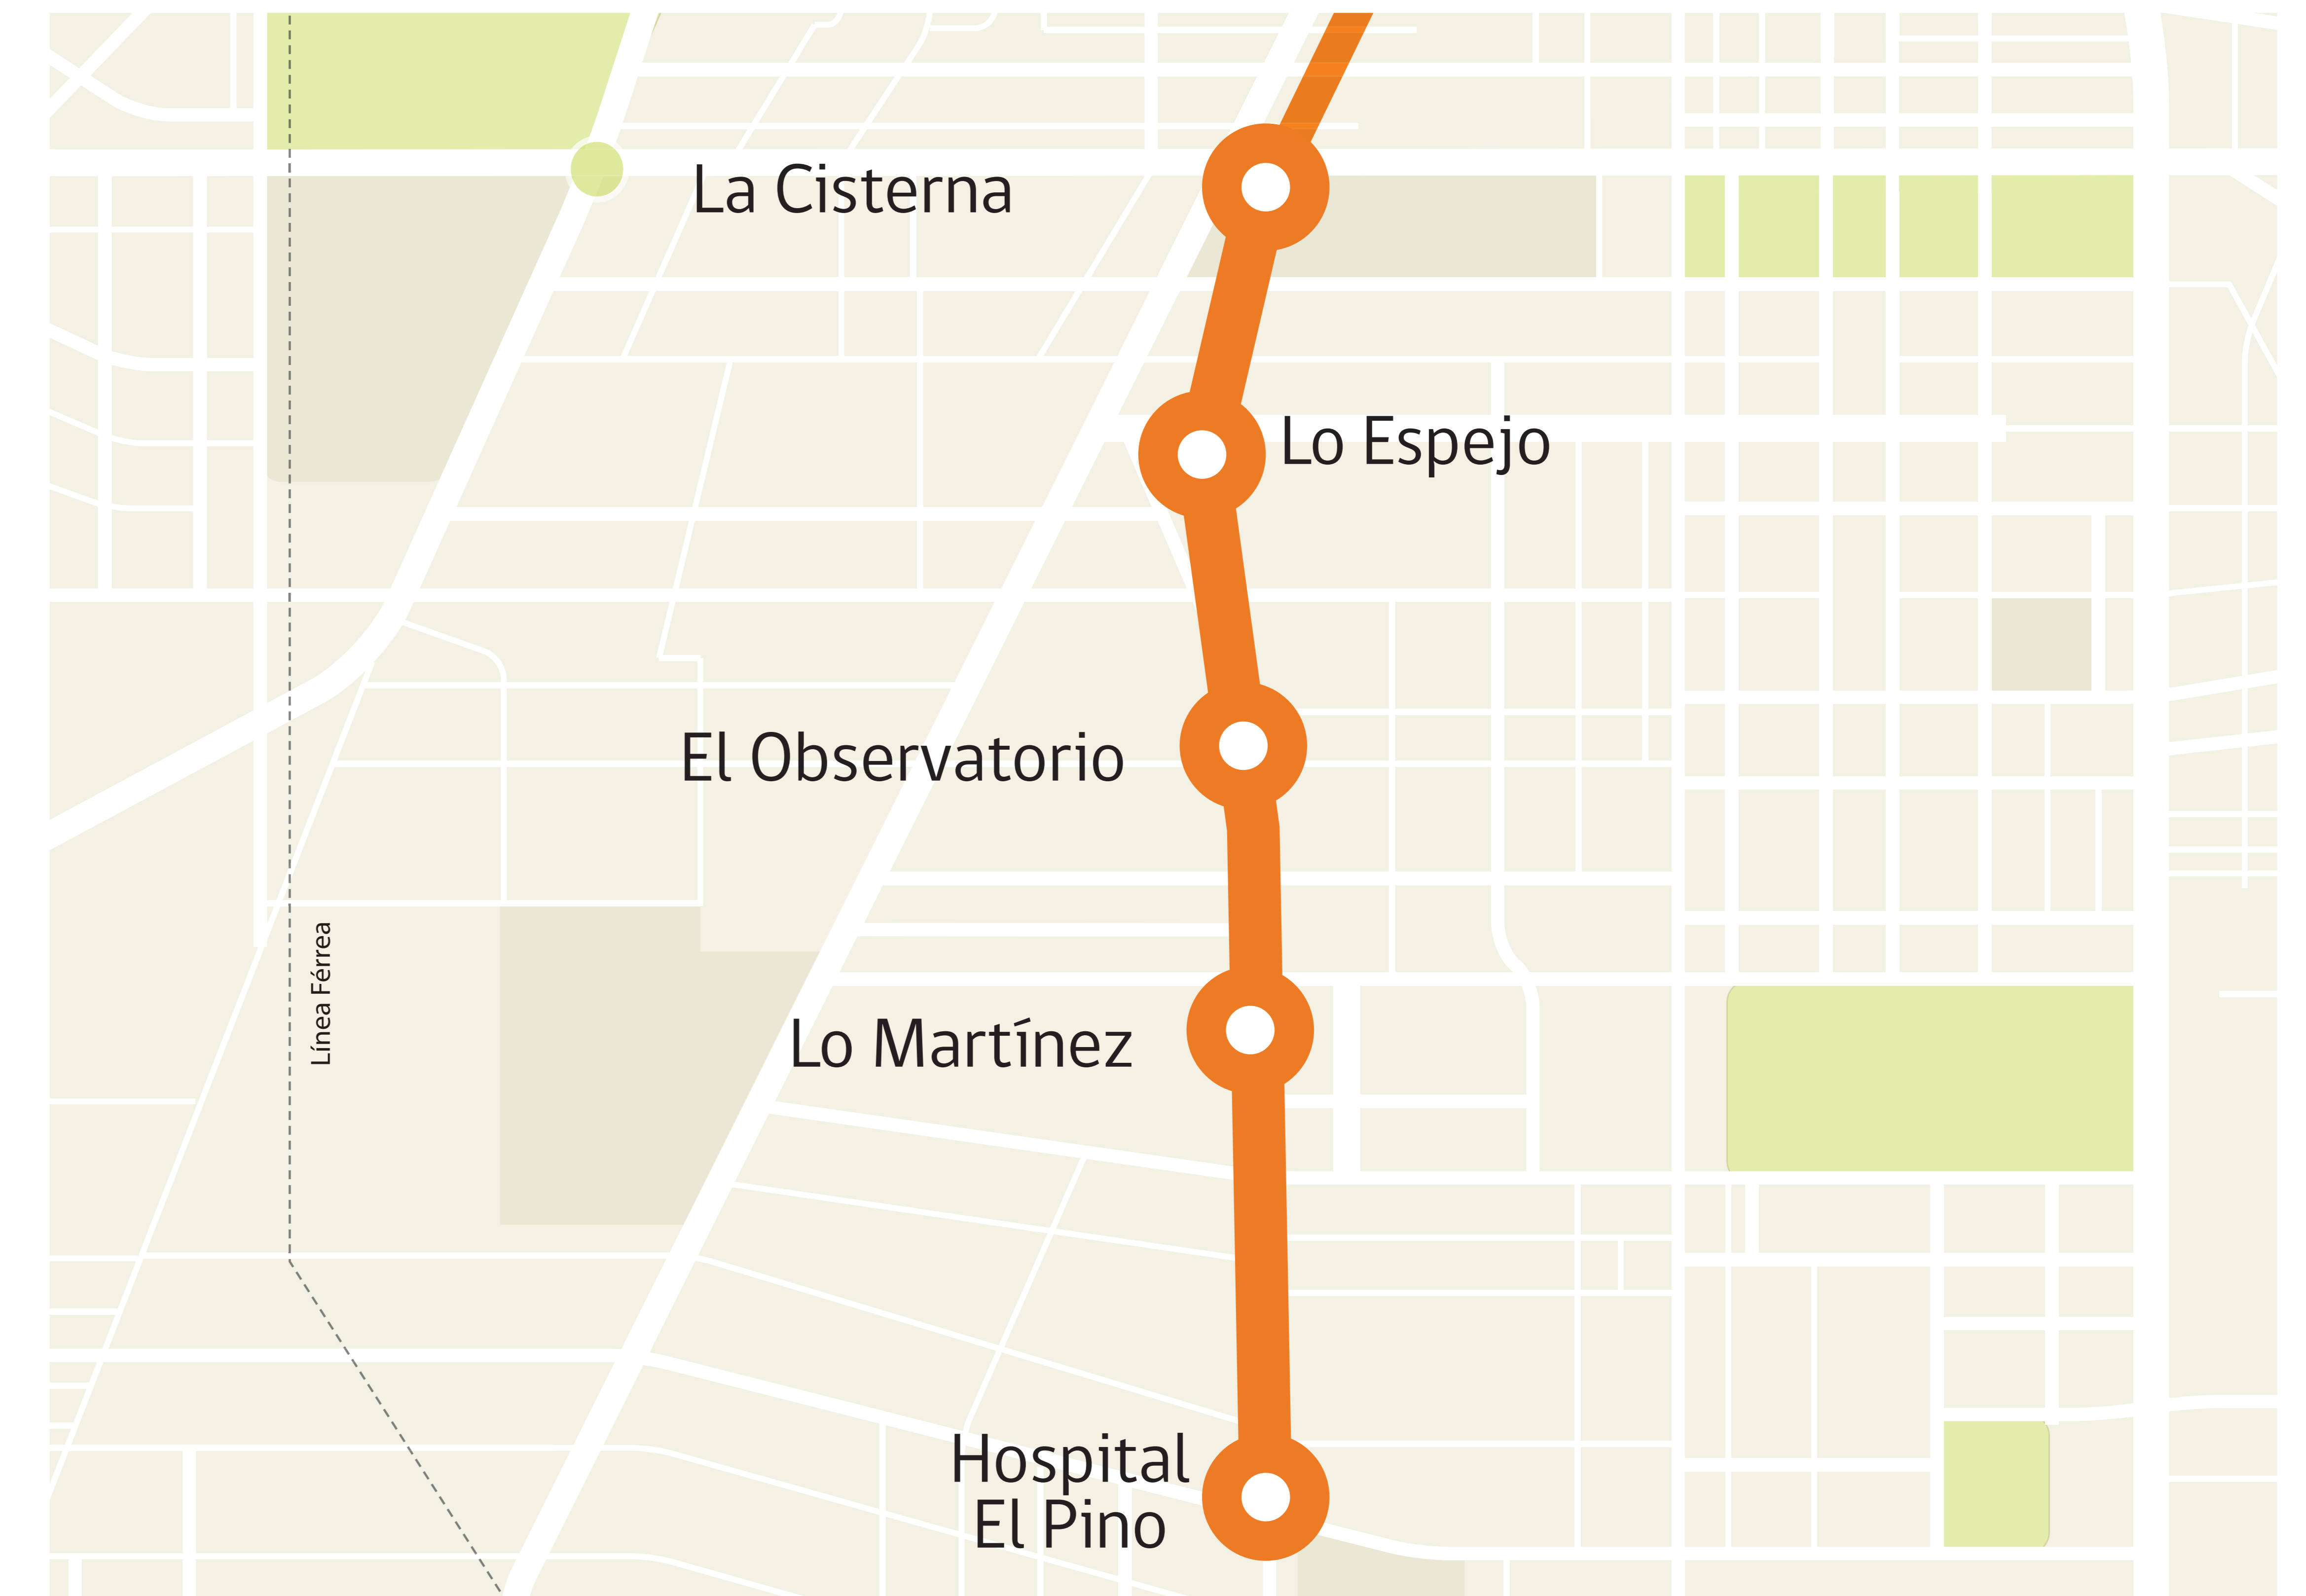 La Cisterna
Lo Espejo
El Observatorio
Línea Férrea
Lo Martínez
Hospital
El Pino